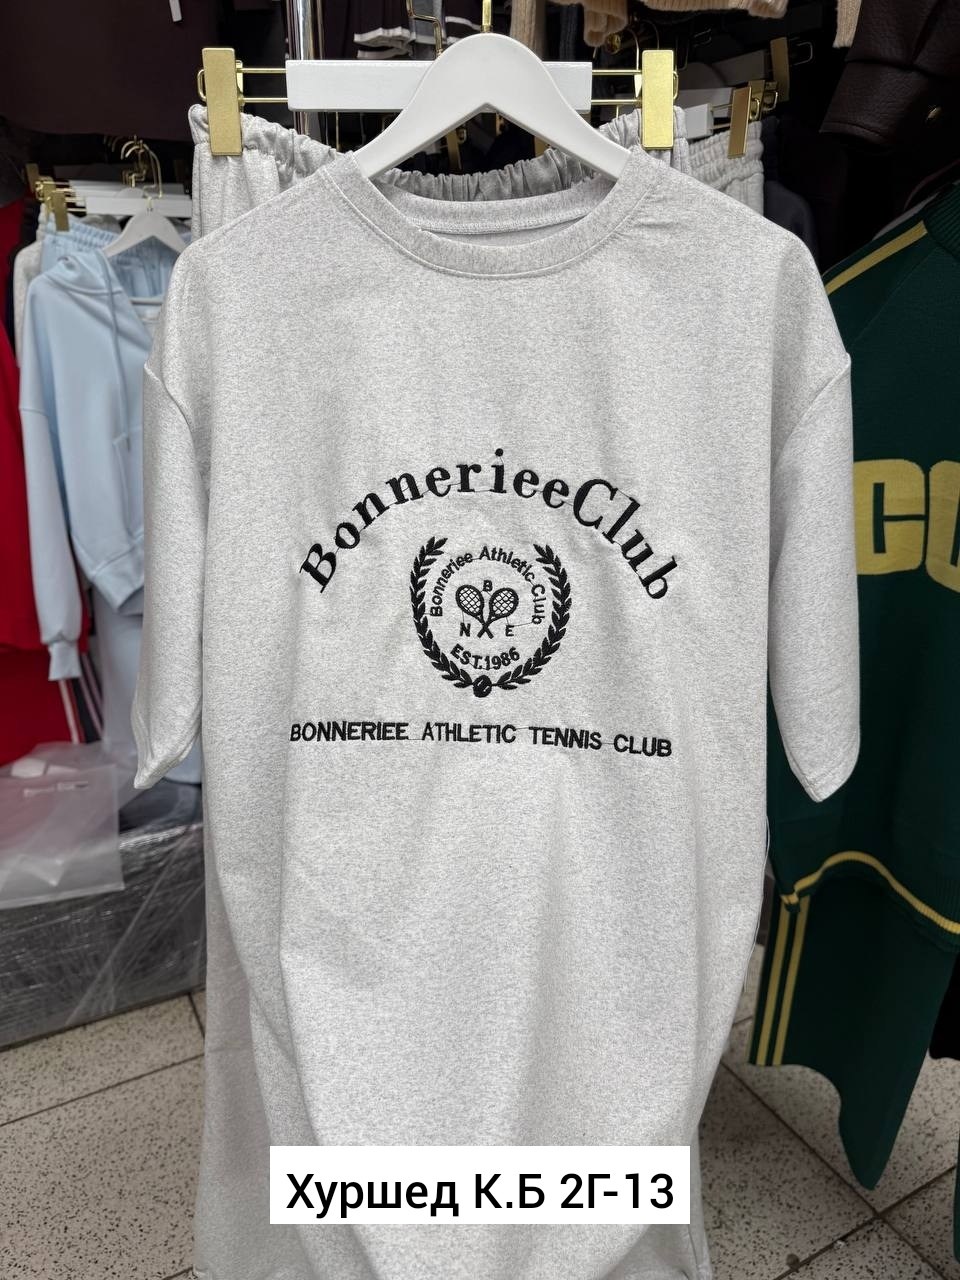 BonnerieeClub
Bonneriee Athletic Club
B
N E
EST.1986
BONNERIEE ATHLETIC TENNIS CLUB
Хуршед К.Б 2Г-13